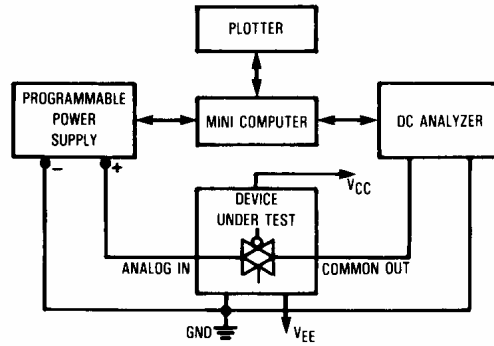 PLOTTER
PROGRAMMABLE
POWER
SUPPLY
MINI COMPUTER
DC ANALYZER
- +
VCC
DEVICE
UNDER TEST
ANALOG IN
COMMON OUT
GND
VEE